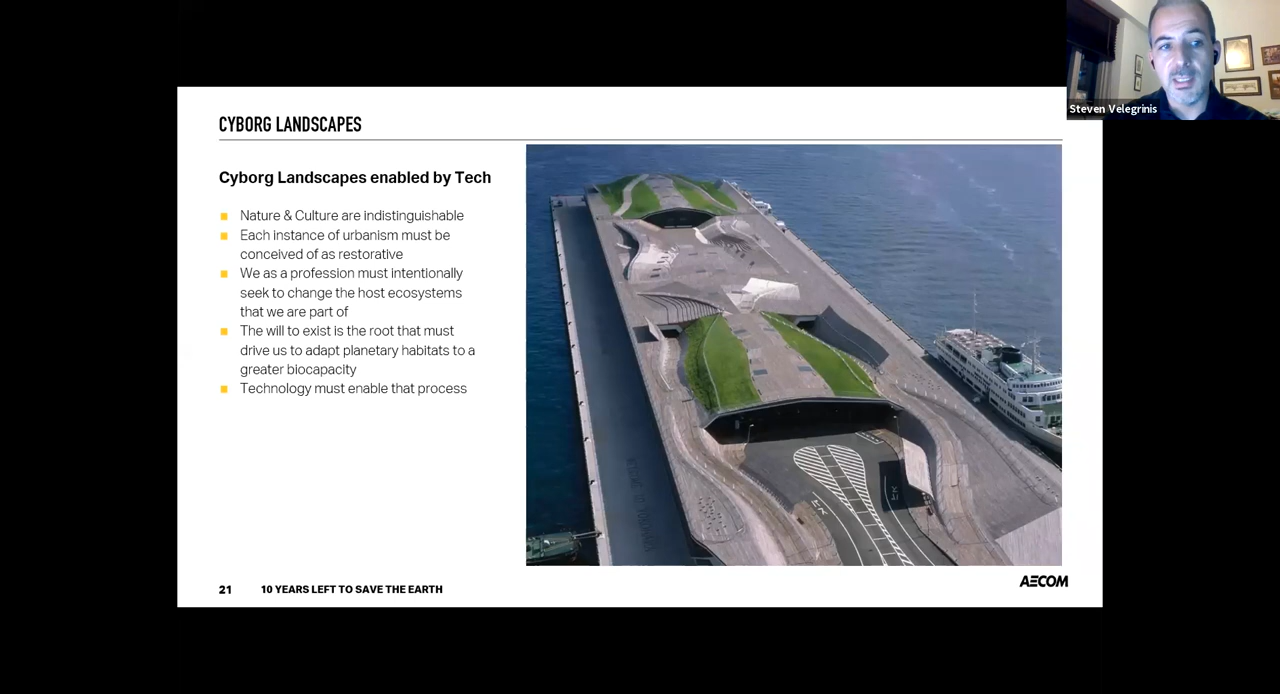 Steven Velegrinis
CYBORG LANDSCAPES
Cyborg Landscapes enabled by Tech
Nature & Culture are indistinguishable
Each instance of urbanism must be
conceived of as restorative
We as a profession must intentionally
seek to change the host ecosystems
that we are part of
The will to exist is the root that must
drive us to adapt planetary habitats to a
greater biocapacity
Technology must enable that process
21 10 YEARS LEFT TO SAVE THE EARTH
AECOM